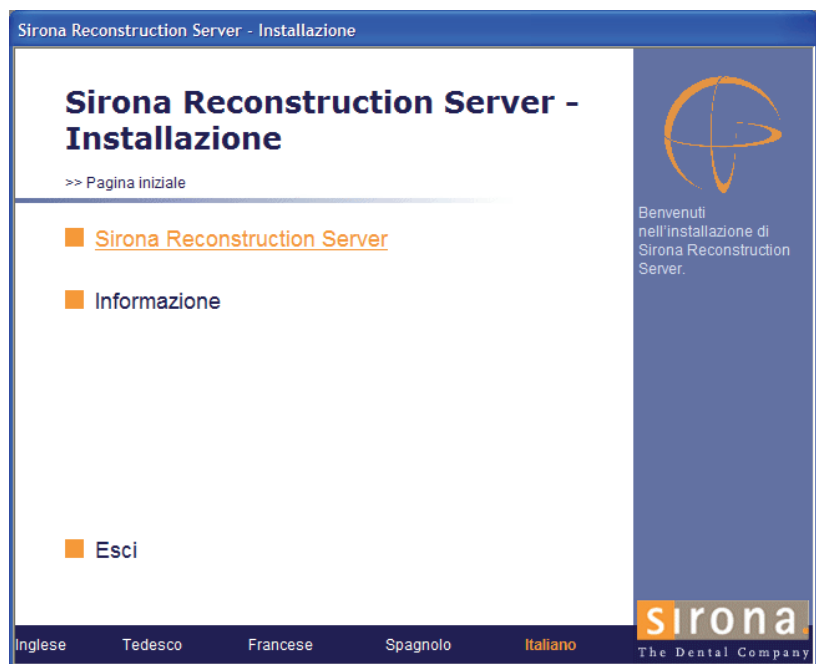 Sirona Reconstruction Server - Installazione
Sirona Reconstruction Server -
Installazione
>> Pagina iniziale
Sirona Reconstruction Server
Informazione
Esci
Benvenuti
nell'installazione di
Sirona Reconstruction
Server.
Inglese Tedesco Francese Spagnolo Italiano
sirona.
The Dental Company